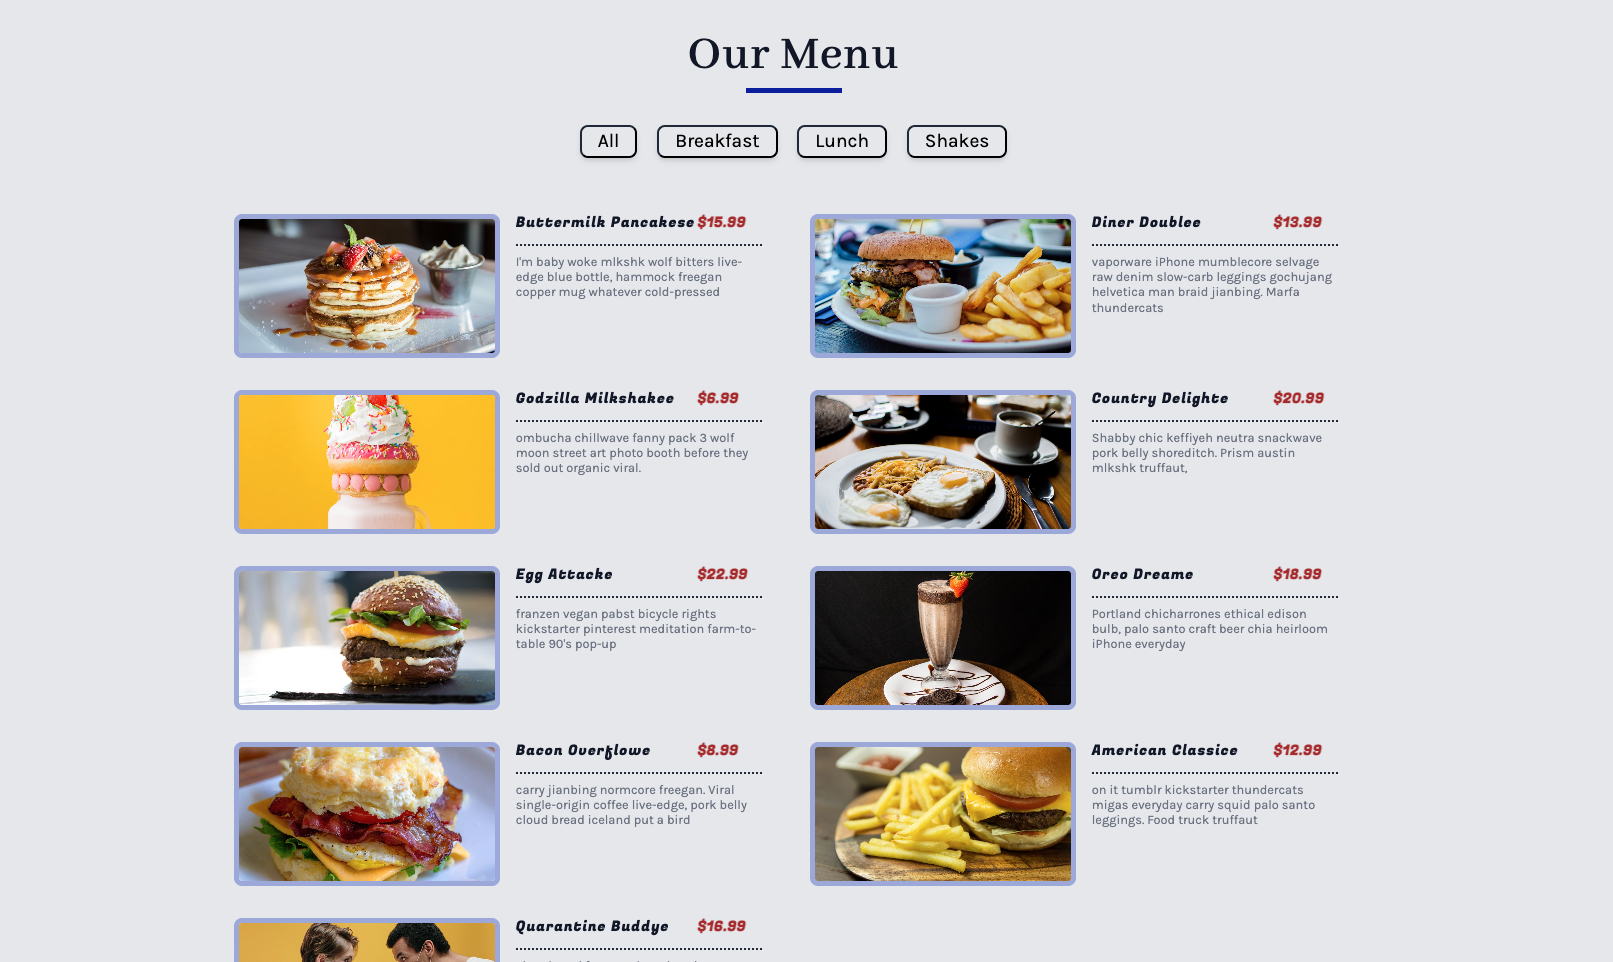 Our Menu
All
Breakfast
Lunch
Shakes
Buttermilk Pancakese $15.99
I'm baby woke mlkshk wolf bitters live-
edge blue bottle, hammock freegan
copper mug whatever cold-pressed
Diner Doublee $13.99
vaporware iPhone mumblecore selvage
raw denim slow-carb leggings gochujang
helvetica man braid jianbing. Marfa
thundercats
Godzilla Milkshakee $6.99
ombucha chillwave fanny pack 3 wolf
moon street art photo booth before they
sold out organic viral.
Country Delighte $20.99
Shabby chic keffiyeh neutra snackwave
pork belly shoreditch. Prism austin
mlkshk truffaut,
Egg Attacke $22.99
franzen vegan pabst bicycle rights
kickstarter pinterest meditation farm-to-
table 90's pop-up
Oreo Dreame $18.99
Portland chicharrones ethical edison
bulb, palo santo craft beer chia heirloom
iPhone everyday
Bacon Overflowe $8.99
carry jianbing normcore freegan. Viral
single-origin coffee live-edge, pork belly
cloud bread iceland put a bird
American Classice $12.99
on it tumblr kickstarter thundercats
migas everyday carry squid palo santo
leggings. Food truck truffaut
Quarantine Buddye $16.99